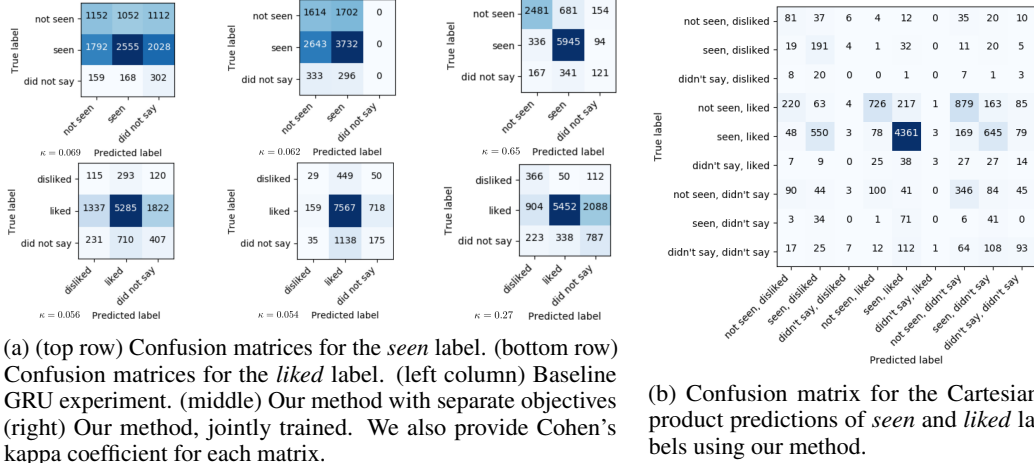 not seen 1152 1052 1112
seen 1792 2555 2028
did not say 159 168 302
True label
not seen seen did not say
κ = 0.069 Predicted label
not seen 1614 1702 0
seen 2643 3732 0
did not say 333 296 0
True label
not seen seen did not say
κ = 0.062 Predicted label
not seen 2481 681 154
seen 336 5945 94
did not say 167 341 121
True label
not seen seen did not say
κ = 0.65 Predicted label
disliked 115 293 120
liked 1337 5285 1822
did not say 231 710 407
True label
disliked liked did not say
κ = 0.056 Predicted label
disliked 29 449 50
liked 159 7567 718
did not say 35 1138 175
True label
disliked liked did not say
κ = 0.054 Predicted label
disliked 366 50 112
liked 904 5452 2088
did not say 223 338 787
True label
disliked liked did not say
κ = 0.27 Predicted label
(a) (top row) Confusion matrices for the seen label. (bottom row)
Confusion matrices for the liked label. (left column) Baseline
GRU experiment. (middle) Our method with separate objectives
(right) Our method, jointly trained. We also provide Cohen's
kappa coefficient for each matrix.
not seen, disliked 81 37 6 4 12 0 35 20 10
seen, disliked 19 191 4 1 32 0 11 20 5
didn't say, disliked 8 20 0 0 1 0 7 1 3
not seen, liked 220 63 4 726 217 1 879 163 85
seen, liked 48 550 3 78 4361 3 169 645 79
didn't say, liked 7 9 0 25 38 3 27 27 14
not seen, didn't say 90 44 3 100 41 0 346 84 45
seen, didn't say 3 34 0 1 71 0 6 41 0
didn't say, didn't say 17 25 7 12 112 1 64 108 93
True label
not seen, disliked
seen, disliked
didn't say, disliked
not seen, liked
seen, liked
didn't say, liked
not seen, didn't say
seen, didn't say
didn't say, didn't say
Predicted label
(b) Confusion matrix for the Cartesian
product predictions of seen and liked la-
bels using our method.